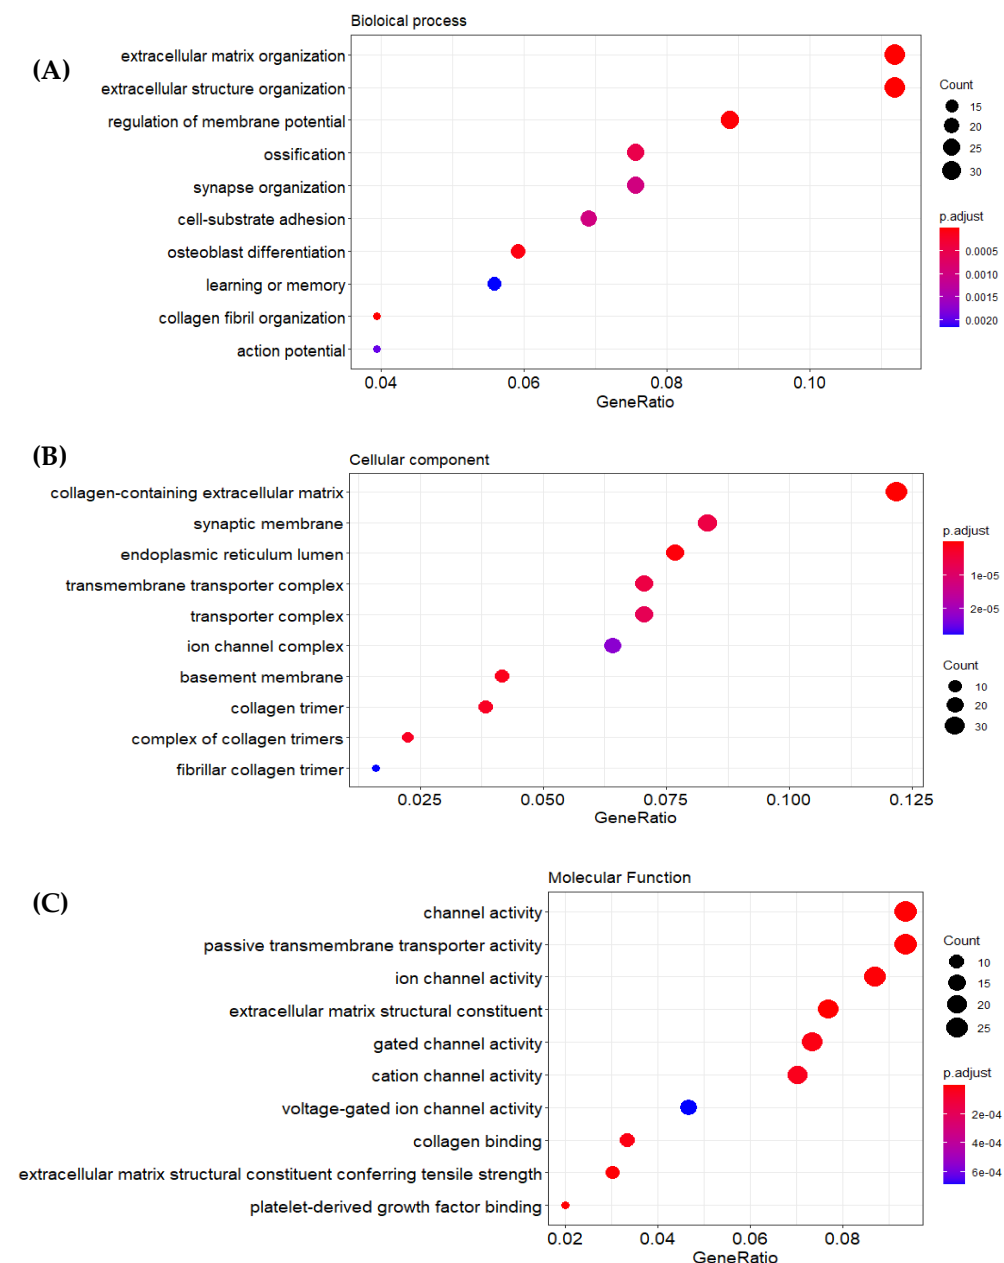 (A)
Bioloical process
extracellular matrix organization
extracellular structure organization
regulation of membrane potential
ossification
synapse organization
cell-substrate adhesion
osteoblast differentiation
learning or memory
collagen fibril organization
action potential
0.04 0.06 0.08 0.10
GeneRatio
Count
15
20
25
30
p.adjust
0.0005
0.0010
0.0015
0.0020
(B)
Cellular component
collagen-containing extracellular matrix
synaptic membrane
endoplasmic reticulum lumen
transmembrane transporter complex
transporter complex
ion channel complex
basement membrane
collagen trimer
complex of collagen trimers
fibrillar collagen trimer
0.025 0.050 0.075 0.100 0.125
GeneRatio
p.adjust
1e-05
2e-05
Count
10
20
30
(C)
Molecular Function
channel activity
passive transmembrane transporter activity
ion channel activity
extracellular matrix structural constituent
gated channel activity
cation channel activity
voltage-gated ion channel activity
collagen binding
extracellular matrix structural constituent conferring tensile strength
platelet-derived growth factor binding
0.02 0.04 0.06 0.08
GeneRatio
Count
10
15
20
25
p.adjust
2e-04
4e-04
6e-04